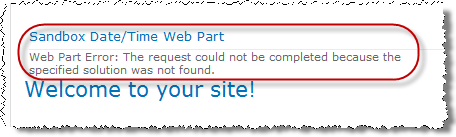 Sandbox Date/Time Web Part
Web Part Error: The request could not be completed because the
specified solution was not found.
Welcome to your site!